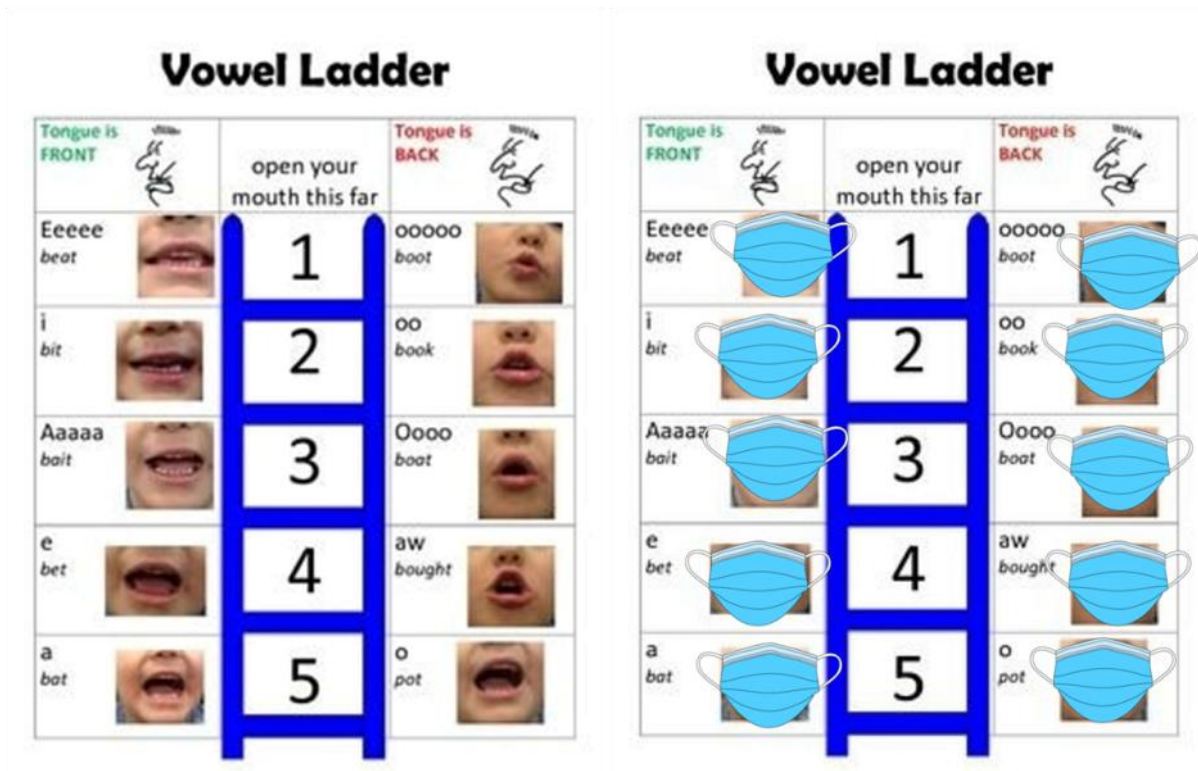 Vowel Ladder
Tongue is
FRONT
open your
mouth this far
Tongue is
BACK
Eeeee
beat
1
ooooo
boot
i
bit
2
oo
book
Aaaaa
bait
3
Oooo
boat
e
bet
4
aw
bought
a
bat
5
o
pot
Vowel Ladder
Tongue is
FRONT
open your
mouth this far
Tongue is
BACK
Eeeee
beat
1
ooooo
boot
i
bit
2
oo
book
Aaaaa
bait
3
Oooo
boat
e
bet
4
aw
bought
a
bat
5
o
pot